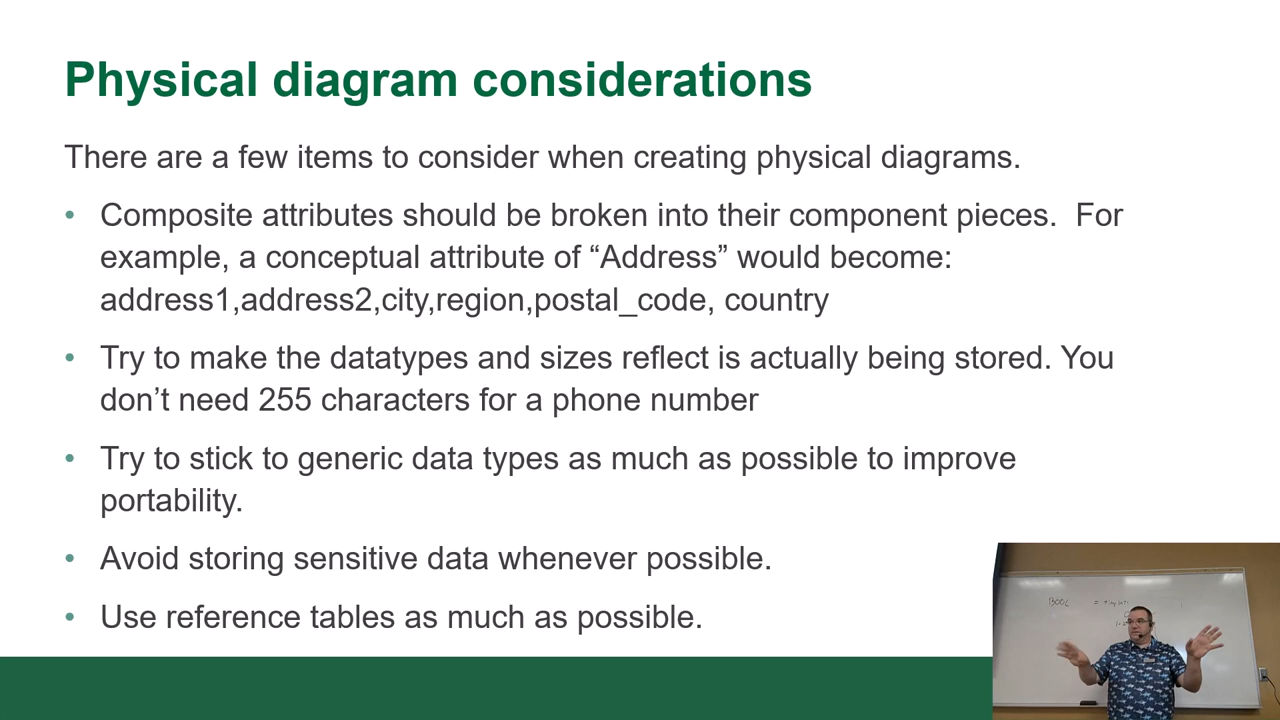 Physical diagram considerations
There are a few items to consider when creating physical diagrams.
• Composite attributes should be broken into their component pieces.  For
example, a conceptual attribute of “Address” would become:
address1,address2,city,region,postal_code, country
• Try to make the datatypes and sizes reflect is actually being stored. You
don’t need 255 characters for a phone number
• Try to stick to generic data types as much as possible to improve
portability.
• Avoid storing sensitive data whenever possible.
• Use reference tables as much as possible.
BOOL =